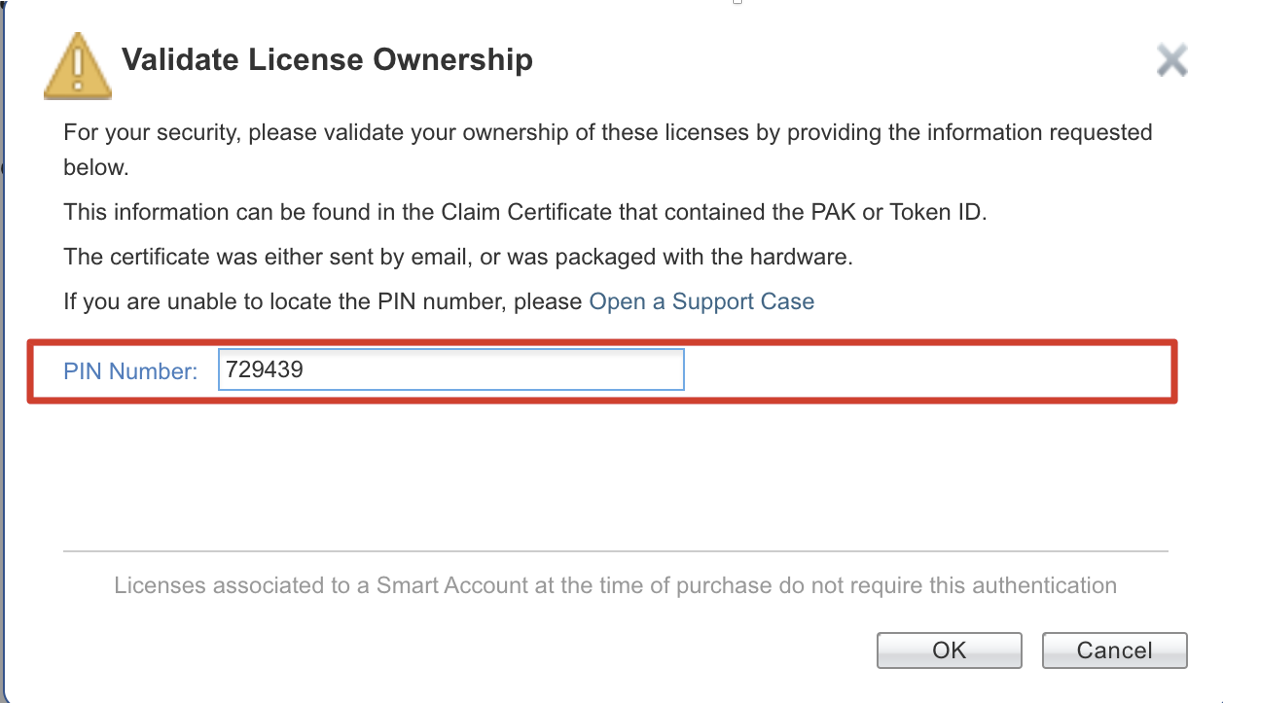 Validate License Ownership
For your security, please validate your ownership of these licenses by providing the information requested
below.
This information can be found in the Claim Certificate that contained the PAK or Token ID.
The certificate was either sent by email, or was packaged with the hardware.
If you are unable to locate the PIN number, please Open a Support Case
PIN Number: 729439
Licenses associated to a Smart Account at the time of purchase do not require this authentication
OK Cancel